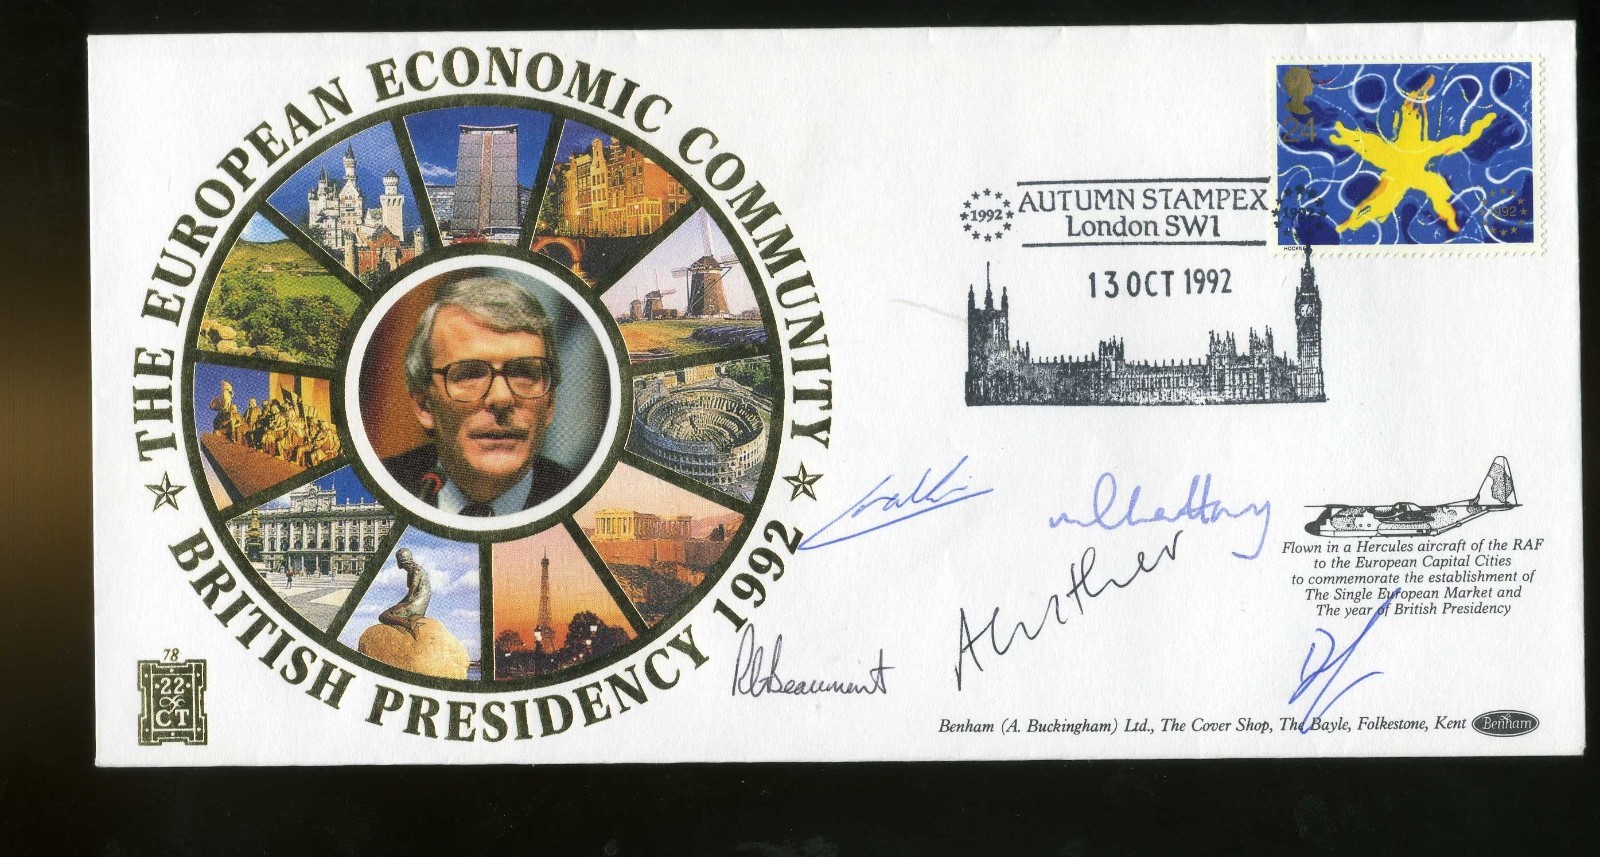 THE EUROPEAN ECONOMIC COMMUNITY
BRITISH PRESIDENCY 1992
78
22
CT
24
1992
1992
1992
AUTUMN STAMPEX
London SW1
13 OCT 1992
Flown in a Hercules aircraft of the RAF
to the European Capital Cities
to commemorate the establishment of
The Single European Market and
The year of British Presidency
Beaumont
Benham (A. Buckingham) Ltd., The Cover Shop, The Bayle, Folkestone, Kent
Benham